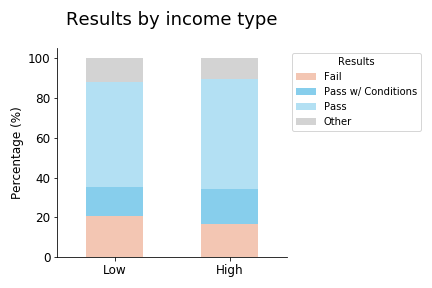 Results by income type
100
80
60
40
20
0
Percentage (%)
Low
High
Results
Fail
Pass w/ Conditions
Pass
Other